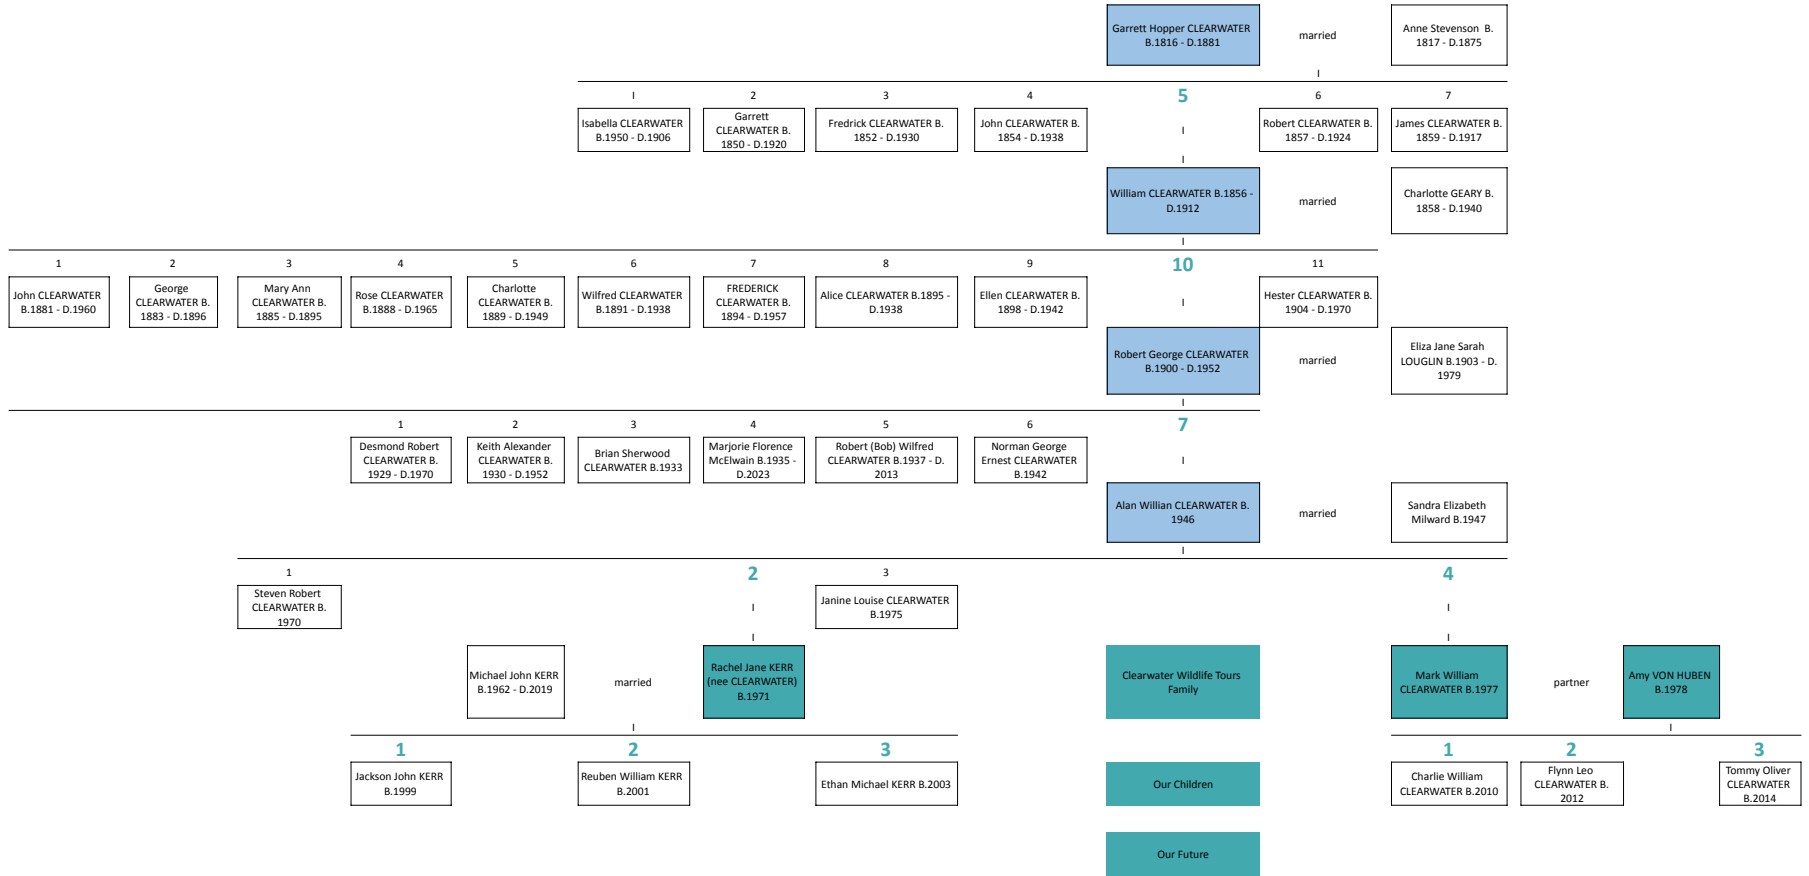 Garrett Hopper CLEARWATER
B.1816 - D.1881
married
Anne Stevenson B.
1817 - D.1875
I
I
2
3
4
5
6
7
Isabella CLEARWATER
B.1950 - D.1906
Garrett
CLEARWATER B.
1850 - D.1920
Fredrick CLEARWATER B.
1852 - D.1930
John CLEARWATER B.
1854 - D.1938
I
Robert CLEARWATER B.
1857 - D.1924
James CLEARWATER B.
1859 - D.1917
I
William CLEARWATER B.1856 -
D.1912
married
Charlotte GEARY B.
1858 - D.1940
I
1
2
3
4
5
6
7
8
9
10
11
John CLEARWATER
B.1881 - D.1960
George
CLEARWATER B.
1883 - D.1896
Mary Ann
CLEARWATER B.
1885 - D.1895
Rose CLEARWATER
B.1888 - D.1965
Charlotte
CLEARWATER B.
1889 - D.1949
Wilfred CLEARWATER
B.1891 - D.1938
FREDERICK
CLEARWATER B.
1894 - D.1957
Alice CLEARWATER B.1895 -
D.1938
Ellen CLEARWATER B.
1898 - D.1942
I
Hester CLEARWATER B.
1904 - D.1970
Robert George CLEARWATER
B.1900 - D.1952
married
Eliza Jane Sarah
LOUGLIN B.1903 - D.
1979
I
1
2
3
4
5
6
7
Desmond Robert
CLEARWATER B.
1929 - D.1970
Keith Alexander
CLEARWATER B.
1930 - D.1952
Brian Sherwood
CLEARWATER B.1933
Marjorie Florence
McElwain B.1935 -
D.2023
Robert (Bob) Wilfred
CLEARWATER B.1937 - D.
2013
Norman George
Ernest CLEARWATER
B.1942
I
Alan Willian CLEARWATER B.
1946
married
Sandra Elizabeth
Milward B.1947
I
1
2
3
4
Steven Robert
CLEARWATER B.
1970
I
Janine Louise CLEARWATER
B.1975
I
I
I
Michael John KERR
B.1962 - D.2019
married
Rachel Jane KERR
(nee CLEARWATER)
B.1971
Clearwater Wildlife Tours
Family
Mark William
CLEARWATER B.1977
partner
Amy VON HUBEN
B.1978
I
I
1
2
3
1
2
3
Jackson John KERR
B.1999
Reuben William KERR
B.2001
Ethan Michael KERR B.2003
Our Children
Charlie William
CLEARWATER B.2010
Flynn Leo
CLEARWATER B.
2012
Tommy Oliver
CLEARWATER
B.2014
Our Future